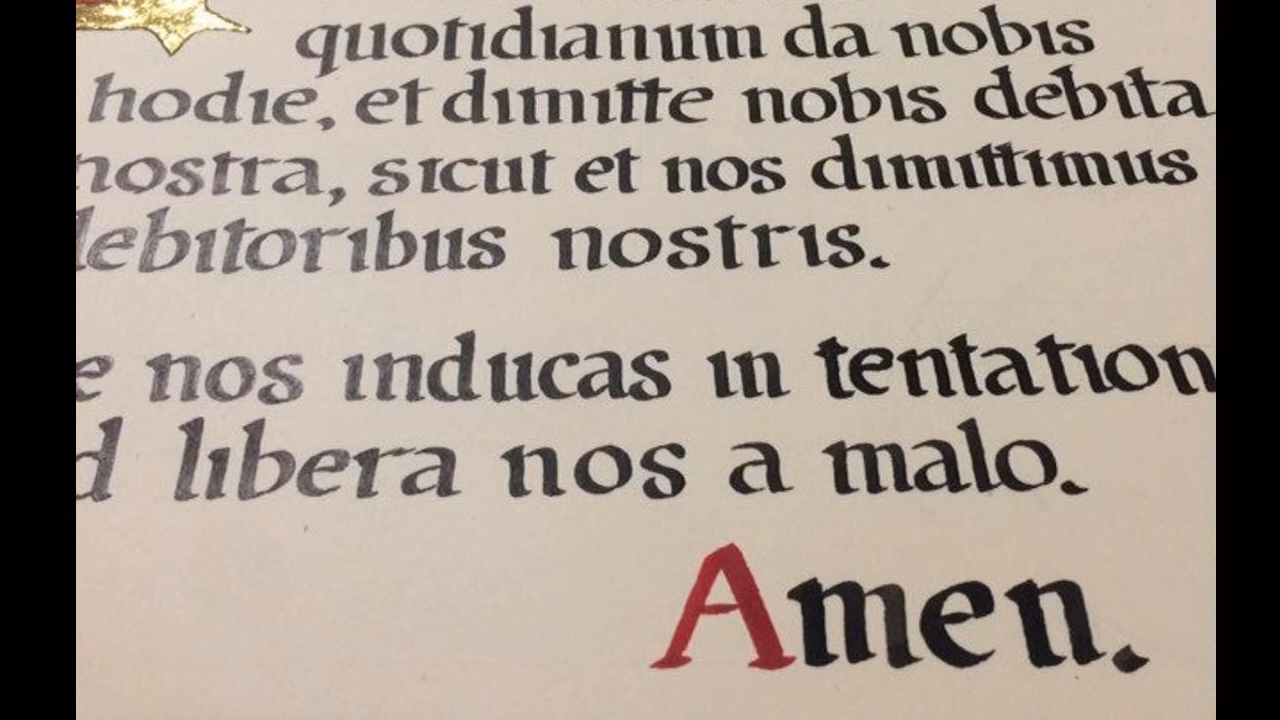 quotidianum da nobis
hodie, et dimitte nobis debita
nostra, sicut et nos dimittimus
debitoribus nostris.
e nos inducas in tentation
d libera nos a malo.
Amen.